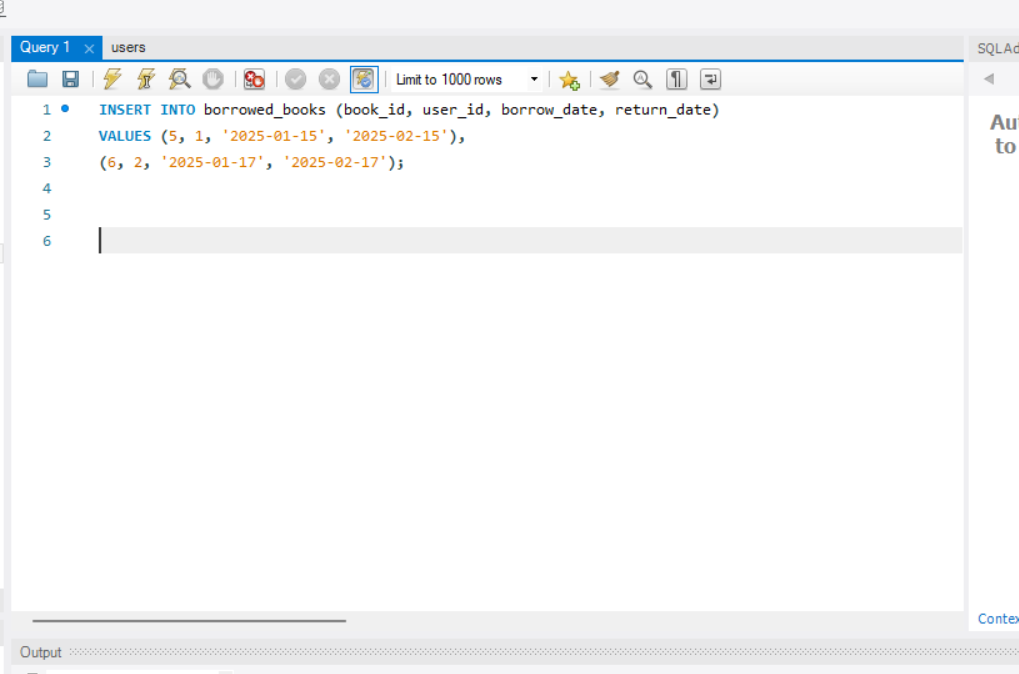 Query 1
users
SQLAd
Limit to 1000 rows
1 INSERT INTO borrowed_books (book_id, user_id, borrow_date, return_date)
2 VALUES (5, 1, '2025-01-15', '2025-02-15'),
3 (6, 2, '2025-01-17', '2025-02-17');
4
5
6
Au
to
Contex
Output